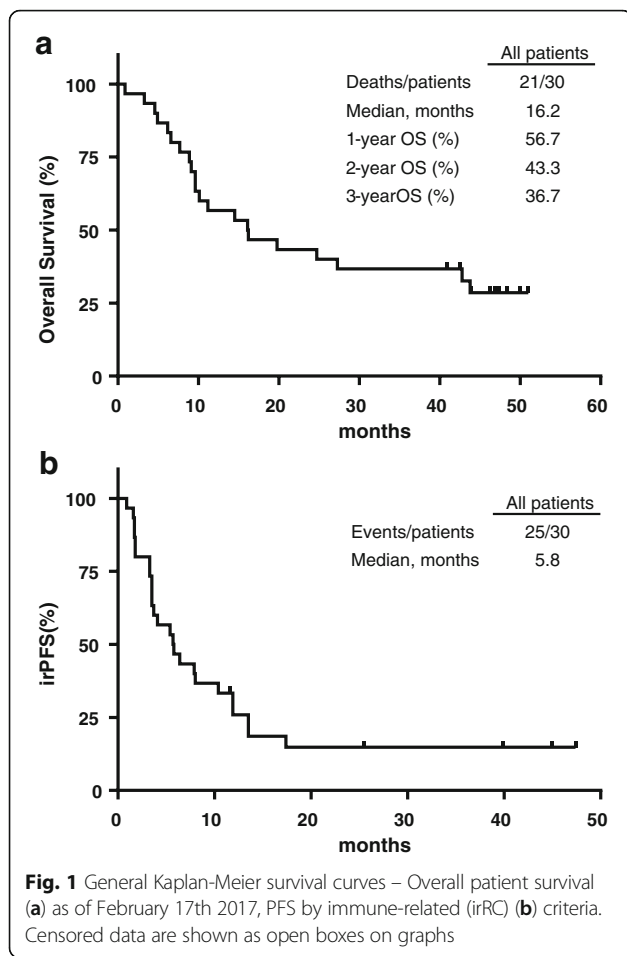 a
All patients
Deaths/patients 21/30
Median, months 16.2
1-year OS (%) 56.7
2-year OS (%) 43.3
3-yearOS (%) 36.7
Overall Survival (%)
100
75
50
25
0
0 10 20 30 40 50 60
months
b
All patients
Events/patients 25/30
Median, months 5.8
irPFS(%)
100
75
50
25
0
0 10 20 30 40 50
months
Fig. 1 General Kaplan-Meier survival curves – Overall patient survival
(a) as of February 17th 2017, PFS by immune-related (irRC) (b) criteria.
Censored data are shown as open boxes on graphs